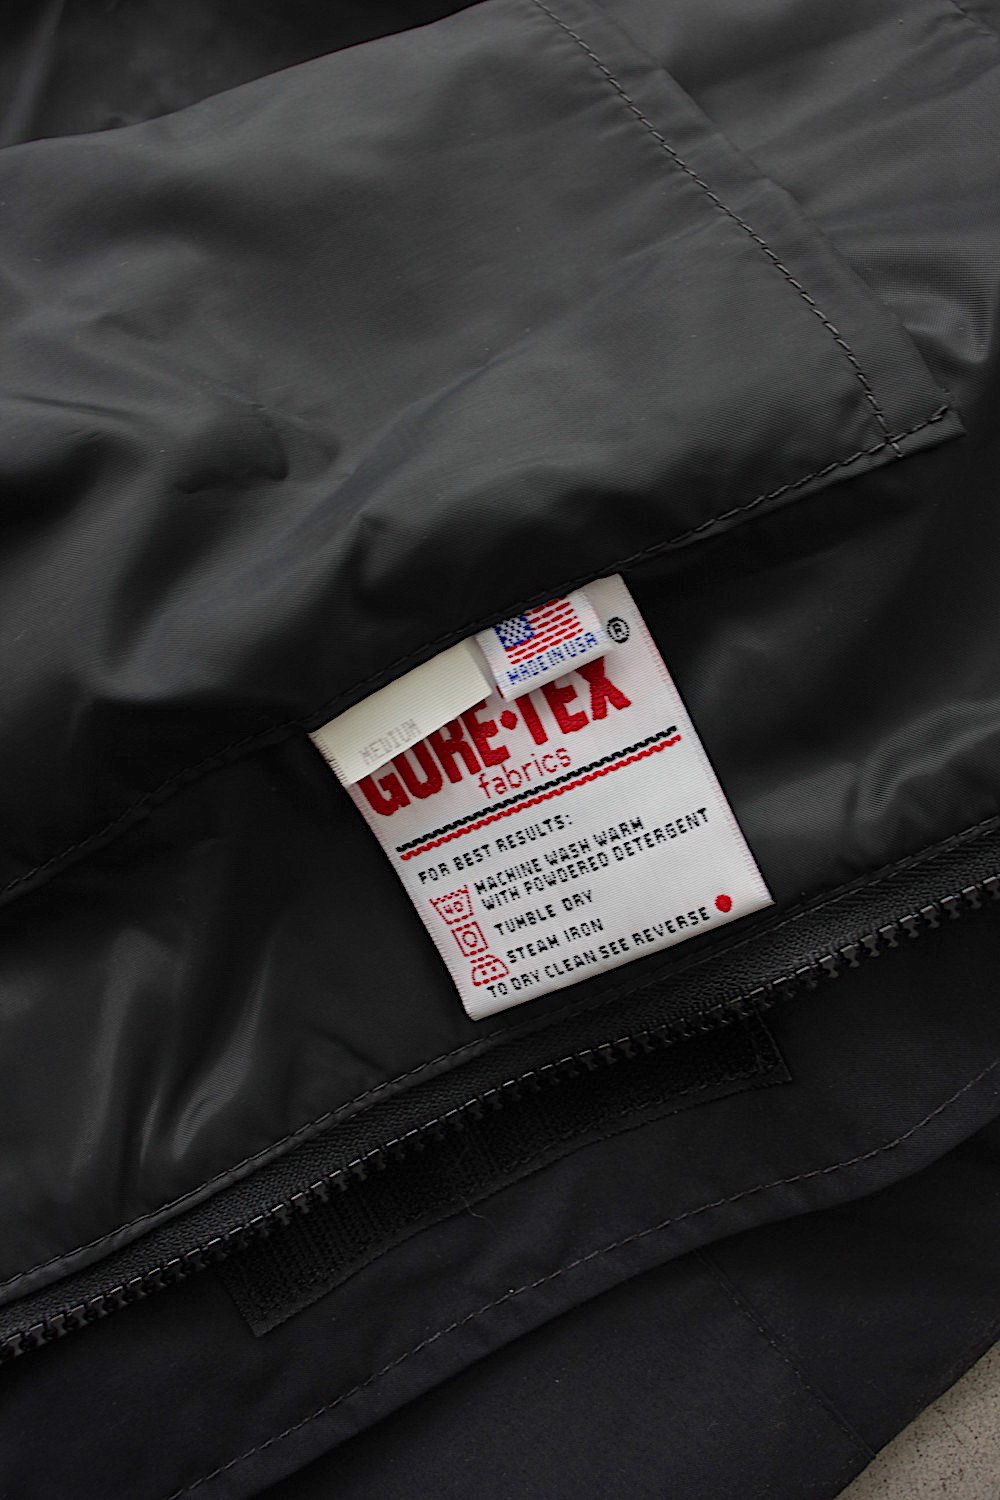 MADE IN USA
®
MEDIUM
GORE-TEX
fabrics
FOR BEST RESULTS:
MACHINE WASH WARM
WITH POWDERED DETERGENT
40
TUMBLE DRY
STEAM IRON
TO DRY CLEAN SEE REVERSE